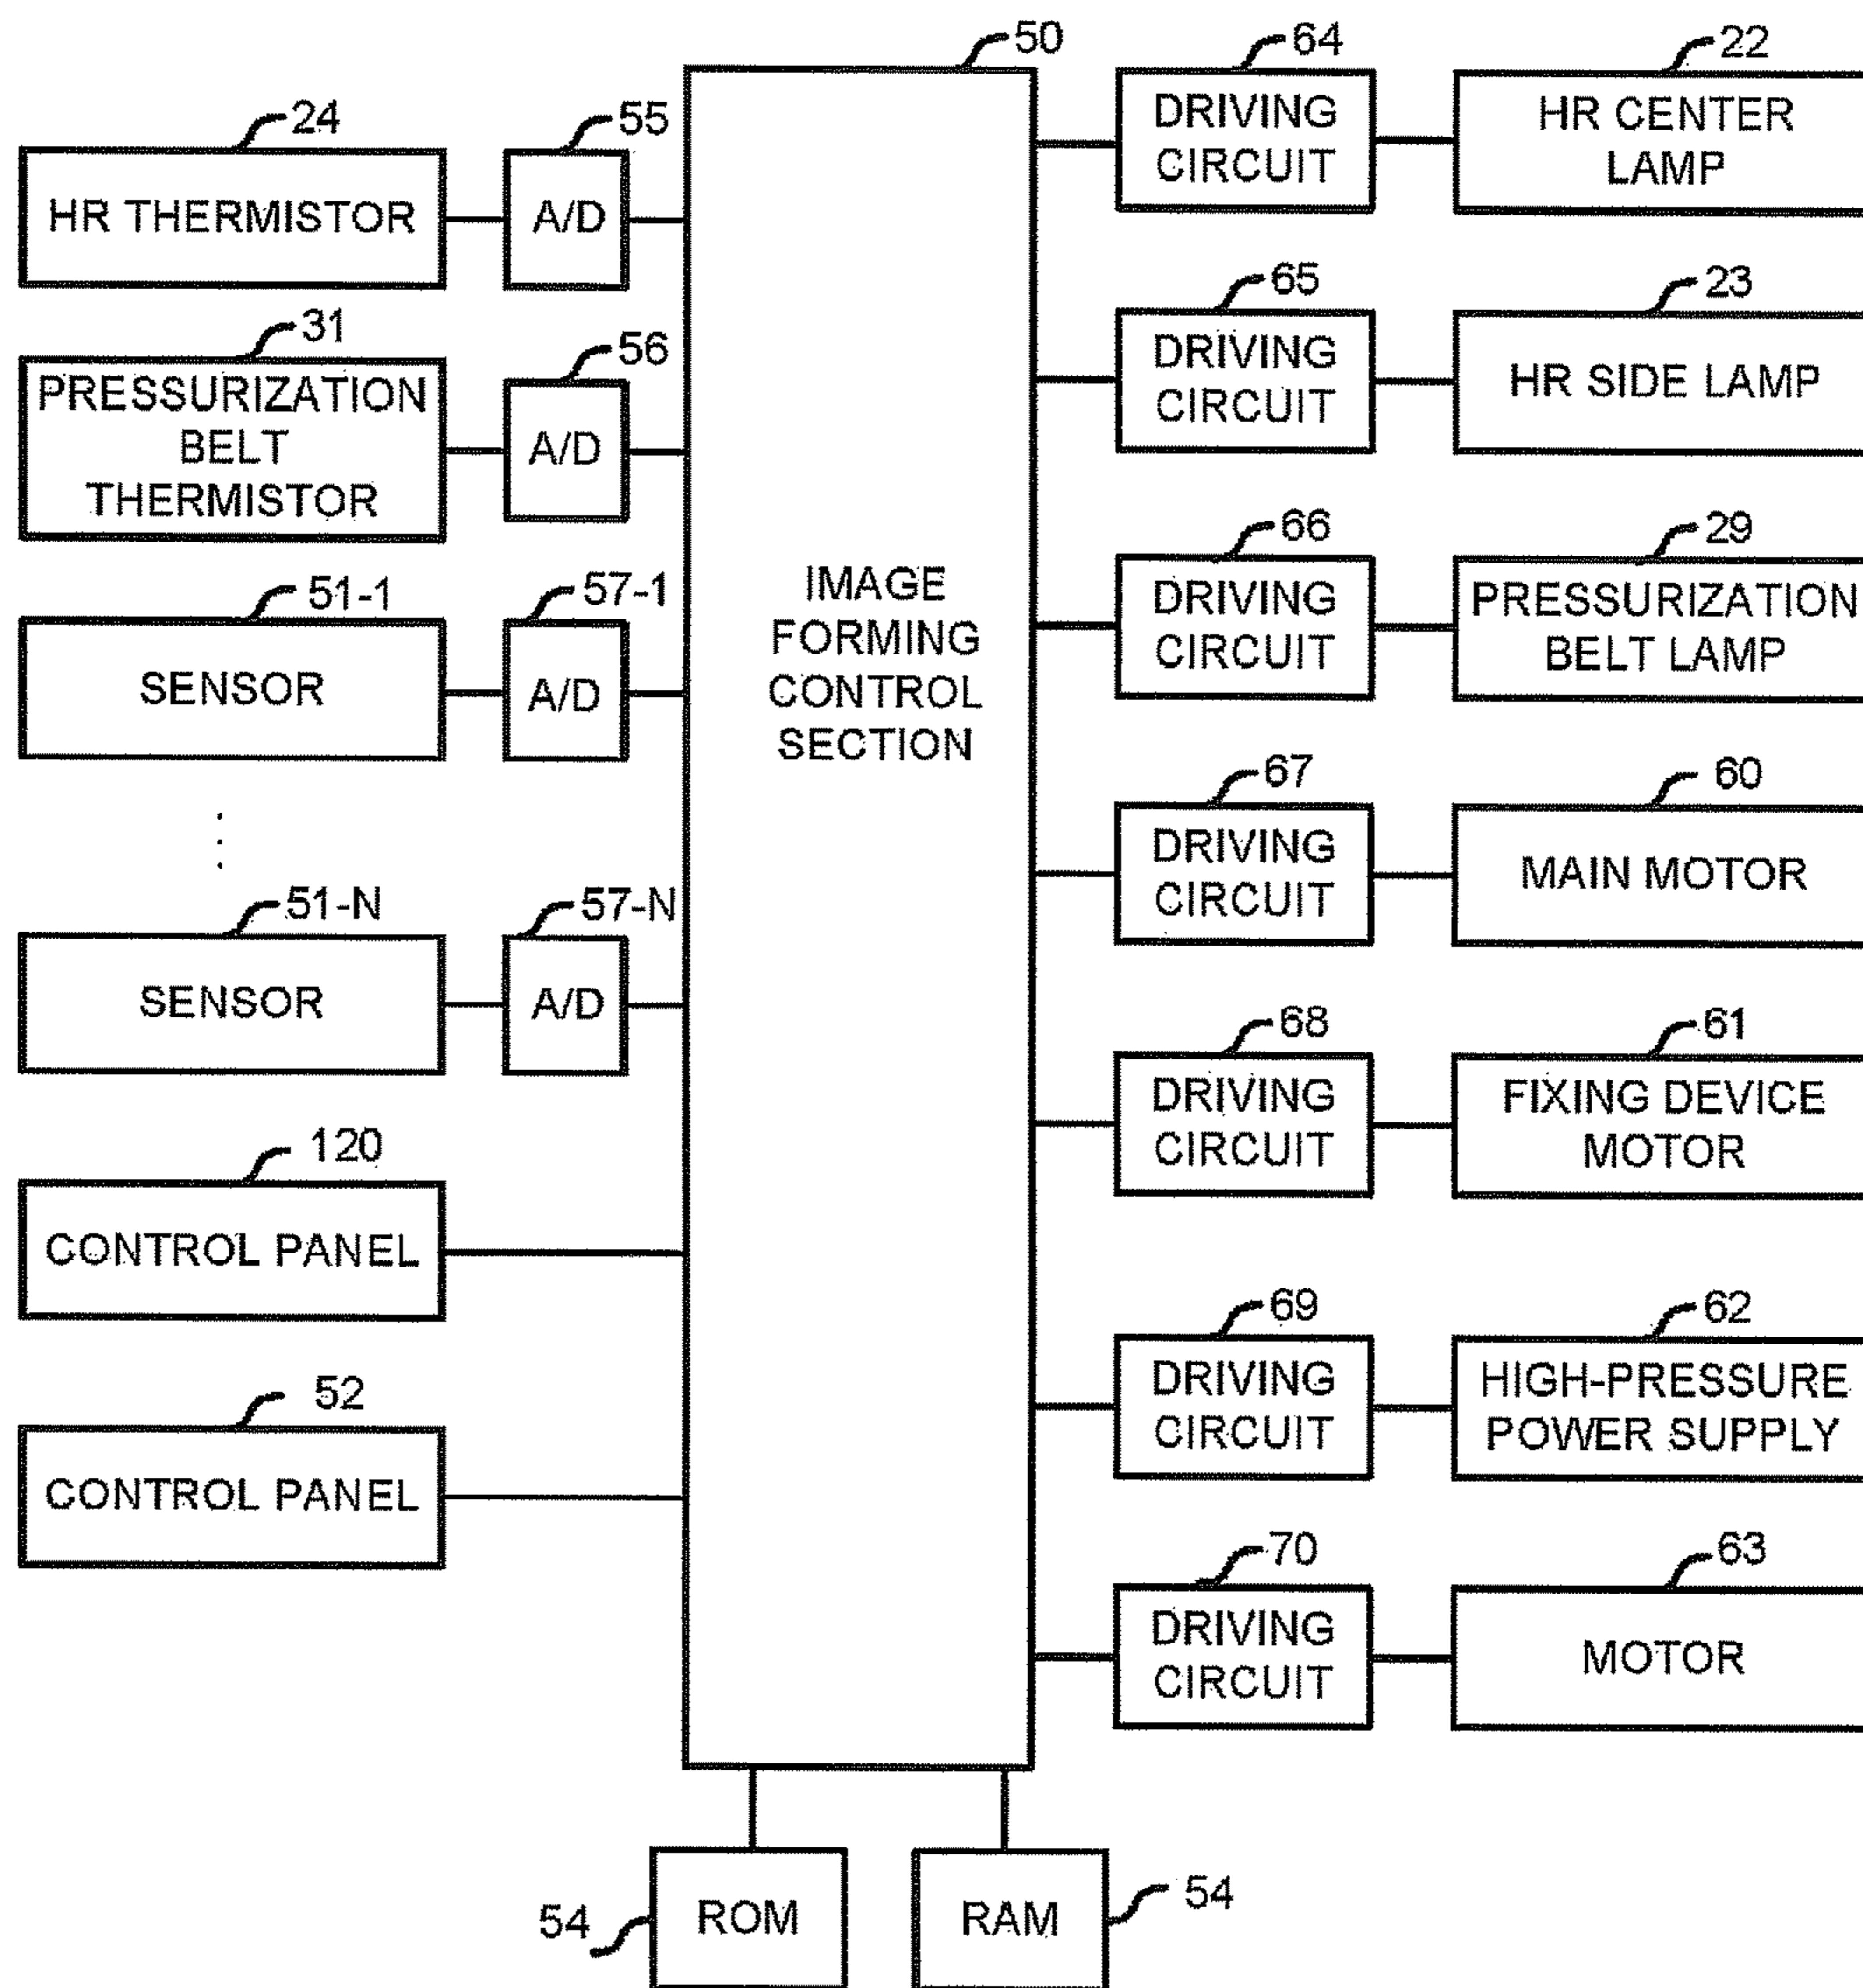 50
24
HR THERMISTOR
55
A/D
31
PRESSURIZATION
BELT
THERMISTOR
56
A/D
51-1
SENSOR
57-1
A/D
51-N
SENSOR
57-N
A/D
120
CONTROL PANEL
52
CONTROL PANEL
IMAGE
FORMING
CONTROL
SECTION
64
DRIVING
CIRCUIT
22
HR CENTER
LAMP
65
DRIVING
CIRCUIT
23
HR SIDE LAMP
66
DRIVING
CIRCUIT
29
PRESSURIZATION
BELT LAMP
67
DRIVING
CIRCUIT
60
MAIN MOTOR
68
DRIVING
CIRCUIT
61
FIXING DEVICE
MOTOR
69
DRIVING
CIRCUIT
62
HIGH-PRESSURE
POWER SUPPLY
70
DRIVING
CIRCUIT
63
MOTOR
54
ROM
RAM
54